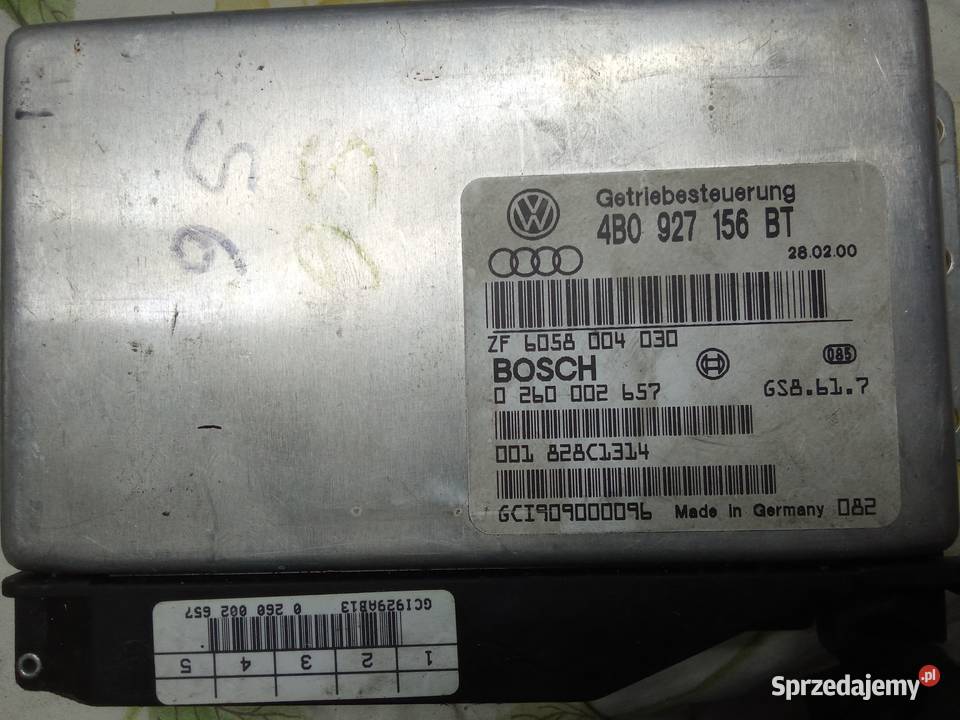 56
56
Getriebesteuerung
4B0 927 156 BT
28.02.00
ZF 6058 004 030
BOSCH
085
0 260 002 657 GS8.61.7
001 828C1314
GCI909000096 Made in Germany 082
GCI929AB13 0 260 002 657
1 2 3 4 5
Sprzedajemy.pl